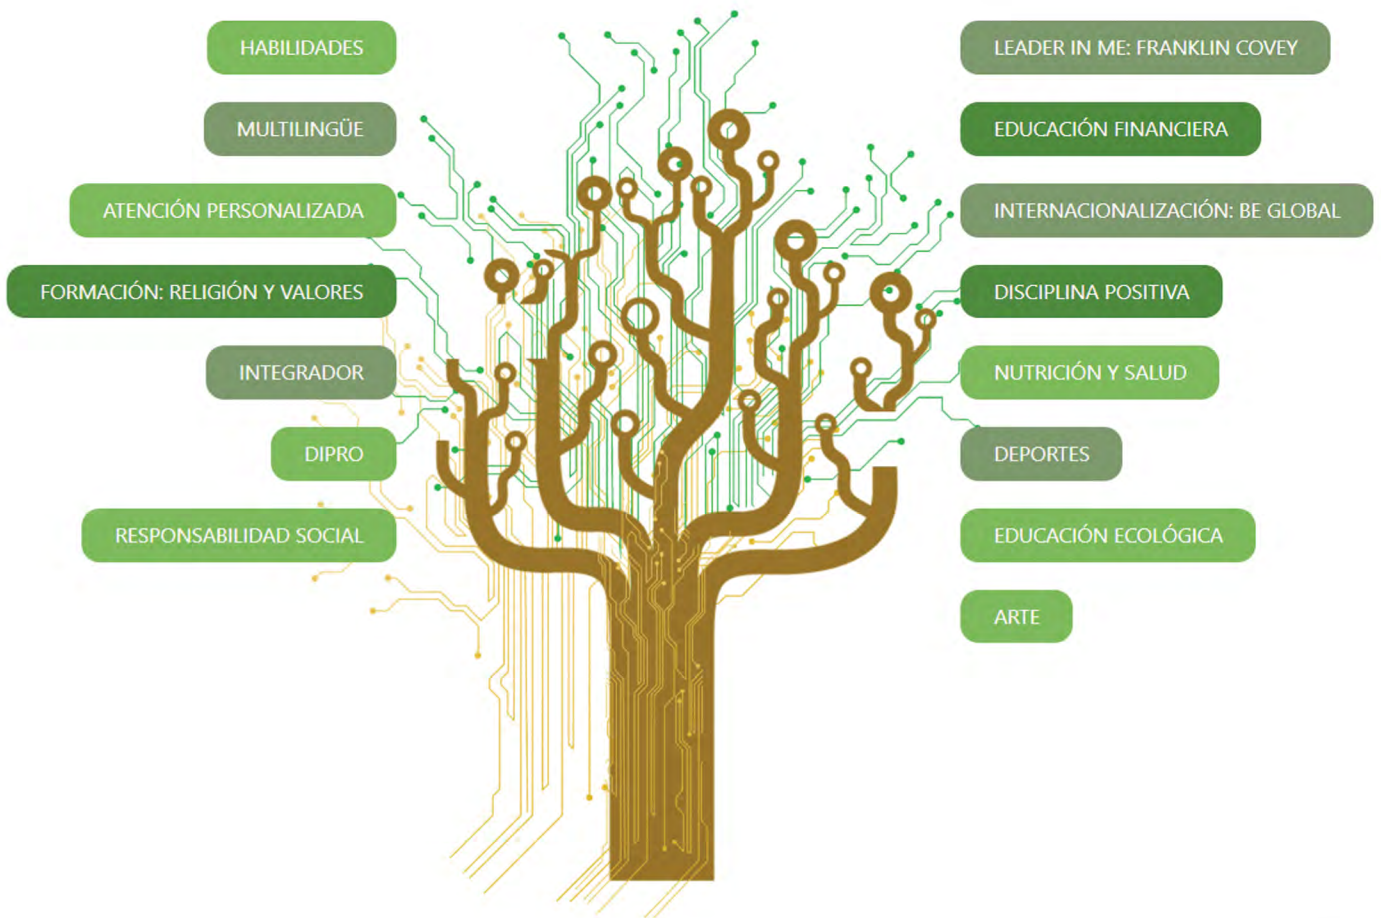 HABILIDADES
MULTILINGÜE
ATENCIÓN PERSONALIZADA
FORMACIÓN: RELIGIÓN Y VALORES
INTEGRADOR
DIPRO
RESPONSABILIDAD SOCIAL
LEADER IN ME: FRANKLIN COVEY
EDUCACIÓN FINANCIERA
INTERNACIONALIZACIÓN: BE GLOBAL
DISCIPLINA POSITIVA
NUTRICIÓN Y SALUD
DEPORTES
EDUCACIÓN ECOLÓGICA
ARTE